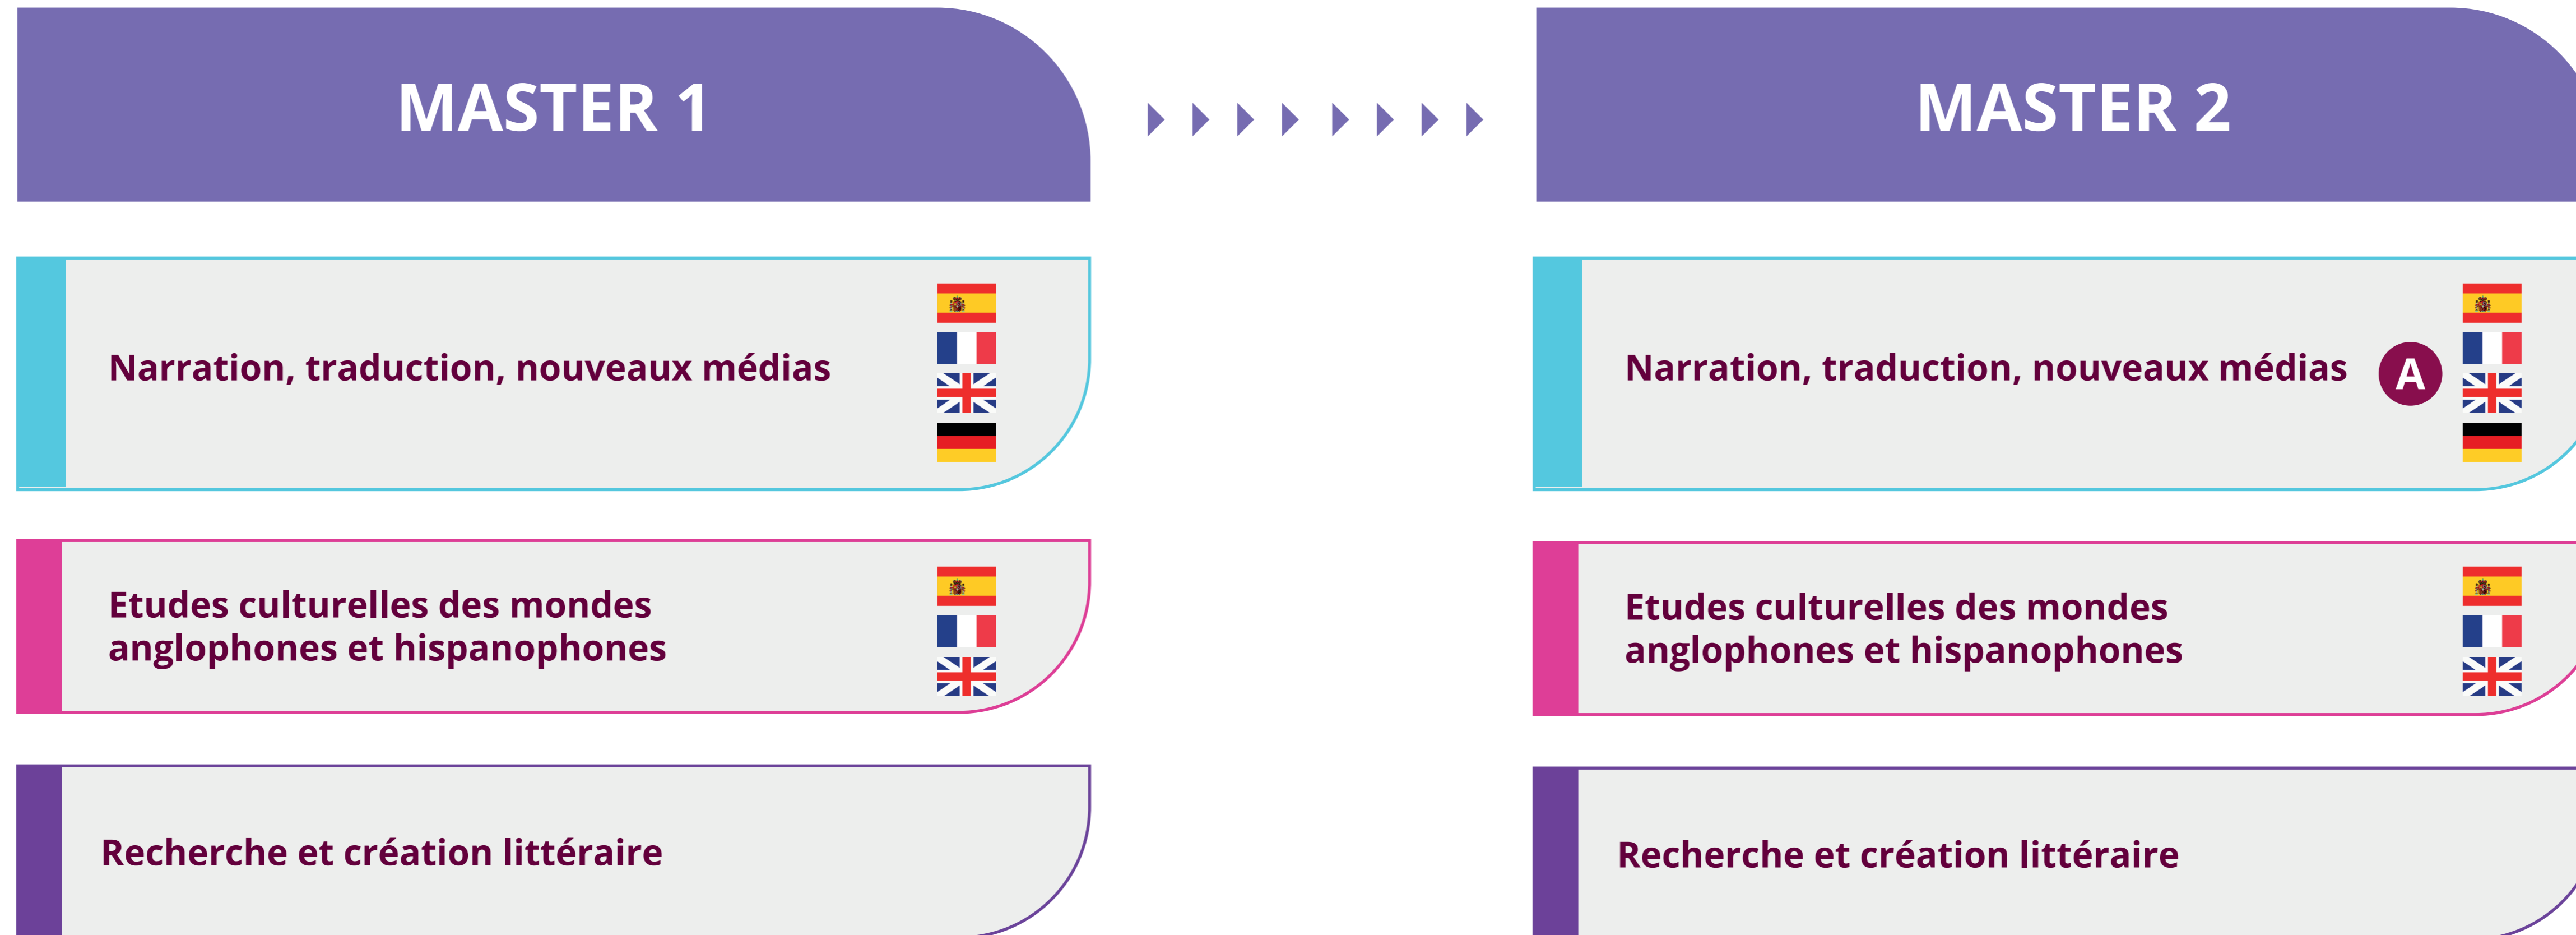 MASTER 1
MASTER 2
Narration, traduction, nouveaux médias
Narration, traduction, nouveaux médias
A
Etudes culturelles des mondes
anglophones et hispanophones
Etudes culturelles des mondes
anglophones et hispanophones
Recherche et création littéraire
Recherche et création littéraire